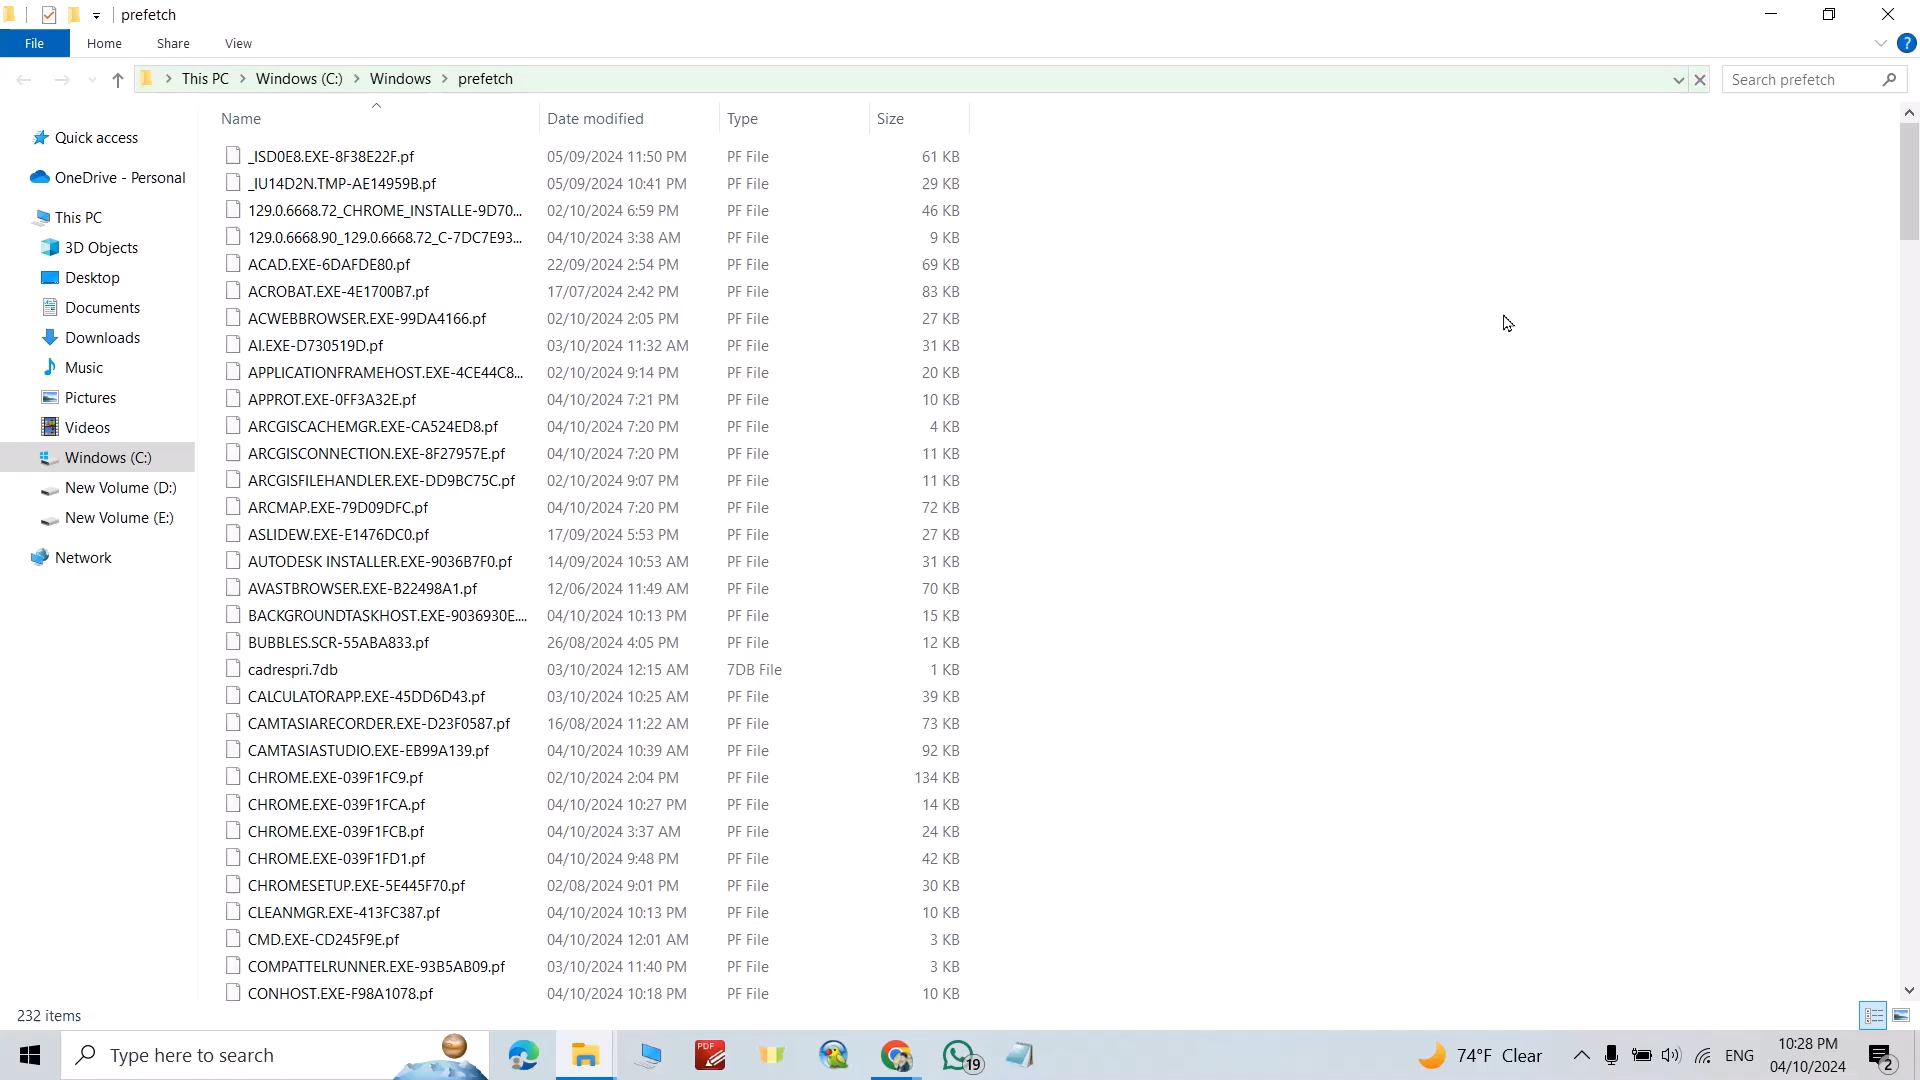 prefetch
File Home Share View ?
This PC Windows (C:) Windows prefetch Search prefetch
Name Date modified Type Size
Quick access
OneDrive - Personal
This PC
3D Objects
Desktop
Documents
Downloads
Music
Pictures
Videos
Windows (C:)
New Volume (D:)
New Volume (E:)
Network
_ISD0E8.EXE-8F38E22F.pf 05/09/2024 11:50 PM PF File 61 KB
_IU14D2N.TMP-AE14959B.pf 05/09/2024 10:41 PM PF File 29 KB
129.0.6668.72_CHROME_INSTALLE-9D70... 02/10/2024 6:59 PM PF File 46 KB
129.0.6668.90_129.0.6668.72_C-7DC7E93... 04/10/2024 3:38 AM PF File 9 KB
ACAD.EXE-6DAFDE80.pf 22/09/2024 2:54 PM PF File 69 KB
ACROBAT.EXE-4E1700B7.pf 17/07/2024 2:42 PM PF File 83 KB
ACWEBBROWSER.EXE-99DA4166.pf 02/10/2024 2:05 PM PF File 27 KB
AI.EXE-D730519D.pf 03/10/2024 11:32 AM PF File 31 KB
APPLICATIONFRAMEHOST.EXE-4CE44C8... 02/10/2024 9:14 PM PF File 20 KB
APPROT.EXE-0FF3A32E.pf 04/10/2024 7:21 PM PF File 10 KB
ARCGISCACHEMGR.EXE-CA524ED8.pf 04/10/2024 7:20 PM PF File 4 KB
ARCGISCONNECTION.EXE-8F27957E.pf 04/10/2024 7:20 PM PF File 11 KB
ARCGISFILEHANDLER.EXE-DD9BC75C.pf 02/10/2024 9:07 PM PF File 11 KB
ARCMAP.EXE-79D09DFC.pf 04/10/2024 7:20 PM PF File 72 KB
ASLIDEW.EXE-E1476DC0.pf 17/09/2024 5:53 PM PF File 27 KB
AUTODESK INSTALLER.EXE-9036B7F0.pf 14/09/2024 10:53 AM PF File 31 KB
AVASTBROWSER.EXE-B22498A1.pf 12/06/2024 11:49 AM PF File 70 KB
BACKGROUNDTASKHOST.EXE-9036930E.... 04/10/2024 10:13 PM PF File 15 KB
BUBBLES.SCR-55ABA833.pf 26/08/2024 4:05 PM PF File 12 KB
cadrespri.7db 03/10/2024 12:15 AM 7DB File 1 KB
CALCULATORAPP.EXE-45DD6D43.pf 03/10/2024 10:25 AM PF File 39 KB
CAMTASIARECORDER.EXE-D23F0587.pf 16/08/2024 11:22 AM PF File 73 KB
CAMTASIASTUDIO.EXE-EB99A139.pf 04/10/2024 10:39 AM PF File 92 KB
CHROME.EXE-039F1FC9.pf 02/10/2024 2:04 PM PF File 134 KB
CHROME.EXE-039F1FCA.pf 04/10/2024 10:27 PM PF File 14 KB
CHROME.EXE-039F1FCB.pf 04/10/2024 3:37 AM PF File 24 KB
CHROME.EXE-039F1FD1.pf 04/10/2024 9:48 PM PF File 42 KB
CHROMESETUP.EXE-5E445F70.pf 02/08/2024 9:01 PM PF File 30 KB
CLEANMGR.EXE-413FC387.pf 04/10/2024 10:13 PM PF File 10 KB
CMD.EXE-CD245F9E.pf 04/10/2024 12:01 AM PF File 3 KB
COMPATTELRUNNER.EXE-93B5AB09.pf 03/10/2024 11:40 PM PF File 3 KB
CONHOST.EXE-F98A1078.pf 04/10/2024 10:18 PM PF File 10 KB
232 items
Type here to search PDF 19 74°F Clear ENG 10:28 PM 2
04/10/2024